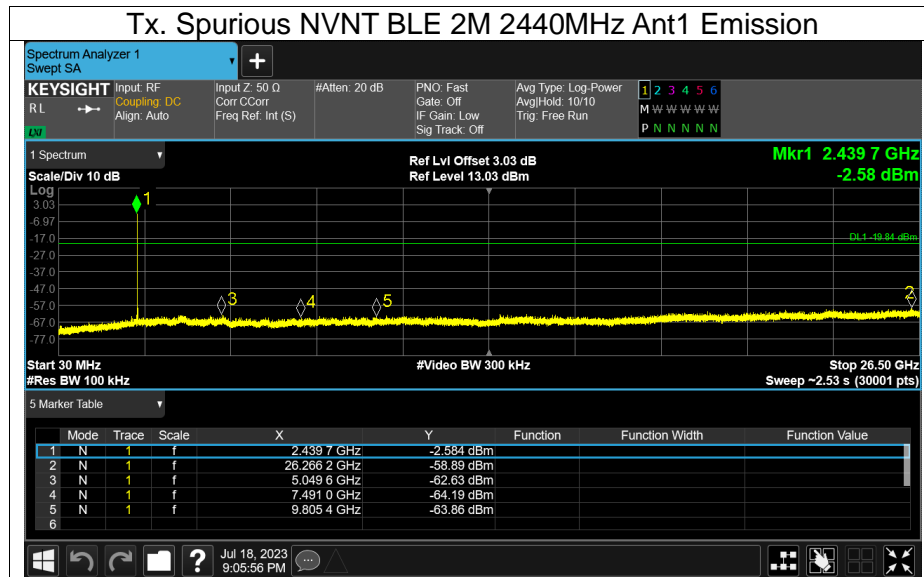 Tx. Spurious NVNT BLE 2M 2440MHz Ant1 Emission
Spectrum Analyzer 1
Swept SA
KEYSIGHT
RL
LXI
Input: RF
Coupling: DC
Align: Auto
Input Z: 50 Ω
Corr CCorr
Freq Ref: Int (S)
#Atten: 20 dB
PNO: Fast
Gate: Off
IF Gain: Low
Sig Track: Off
Avg Type: Log-Power
Avg|Hold: 10/10
Trig: Free Run
1 2 3 4 5 6
M W W W W W
P N N N N N
1 Spectrum
Scale/Div 10 dB
Ref Lvl Offset 3.03 dB
Ref Level 13.03 dBm
Mkr1 2.439 7 GHz
-2.58 dBm
Log
3.03
-6.97
-17.0
-27.0
-37.0
-47.0
-57.0
-67.0
-77.0
1
DL1 -19.84 dBm
2
3
4
5
Start 30 MHz
#Res BW 100 kHz
#Video BW 300 kHz
Stop 26.50 GHz
Sweep ~2.53 s (30001 pts)
5 Marker Table
Mode Trace Scale X Y Function Function Width Function Value
1 N 1 f 2.439 7 GHz -2.584 dBm
2 N 1 f 26.266 2 GHz -58.89 dBm
3 N 1 f 5.049 6 GHz -62.63 dBm
4 N 1 f 7.491 0 GHz -64.19 dBm
5 N 1 f 9.805 4 GHz -63.86 dBm
6
Jul 18, 2023
9:05:56 PM